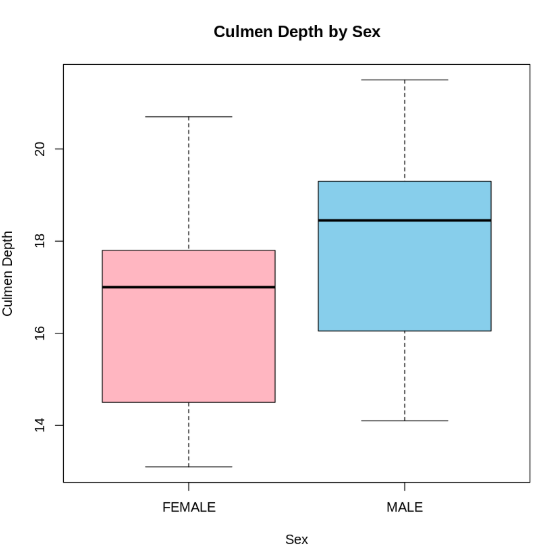 Culmen Depth by Sex
Culmen Depth
20
18
16
14
FEMALE
MALE
Sex